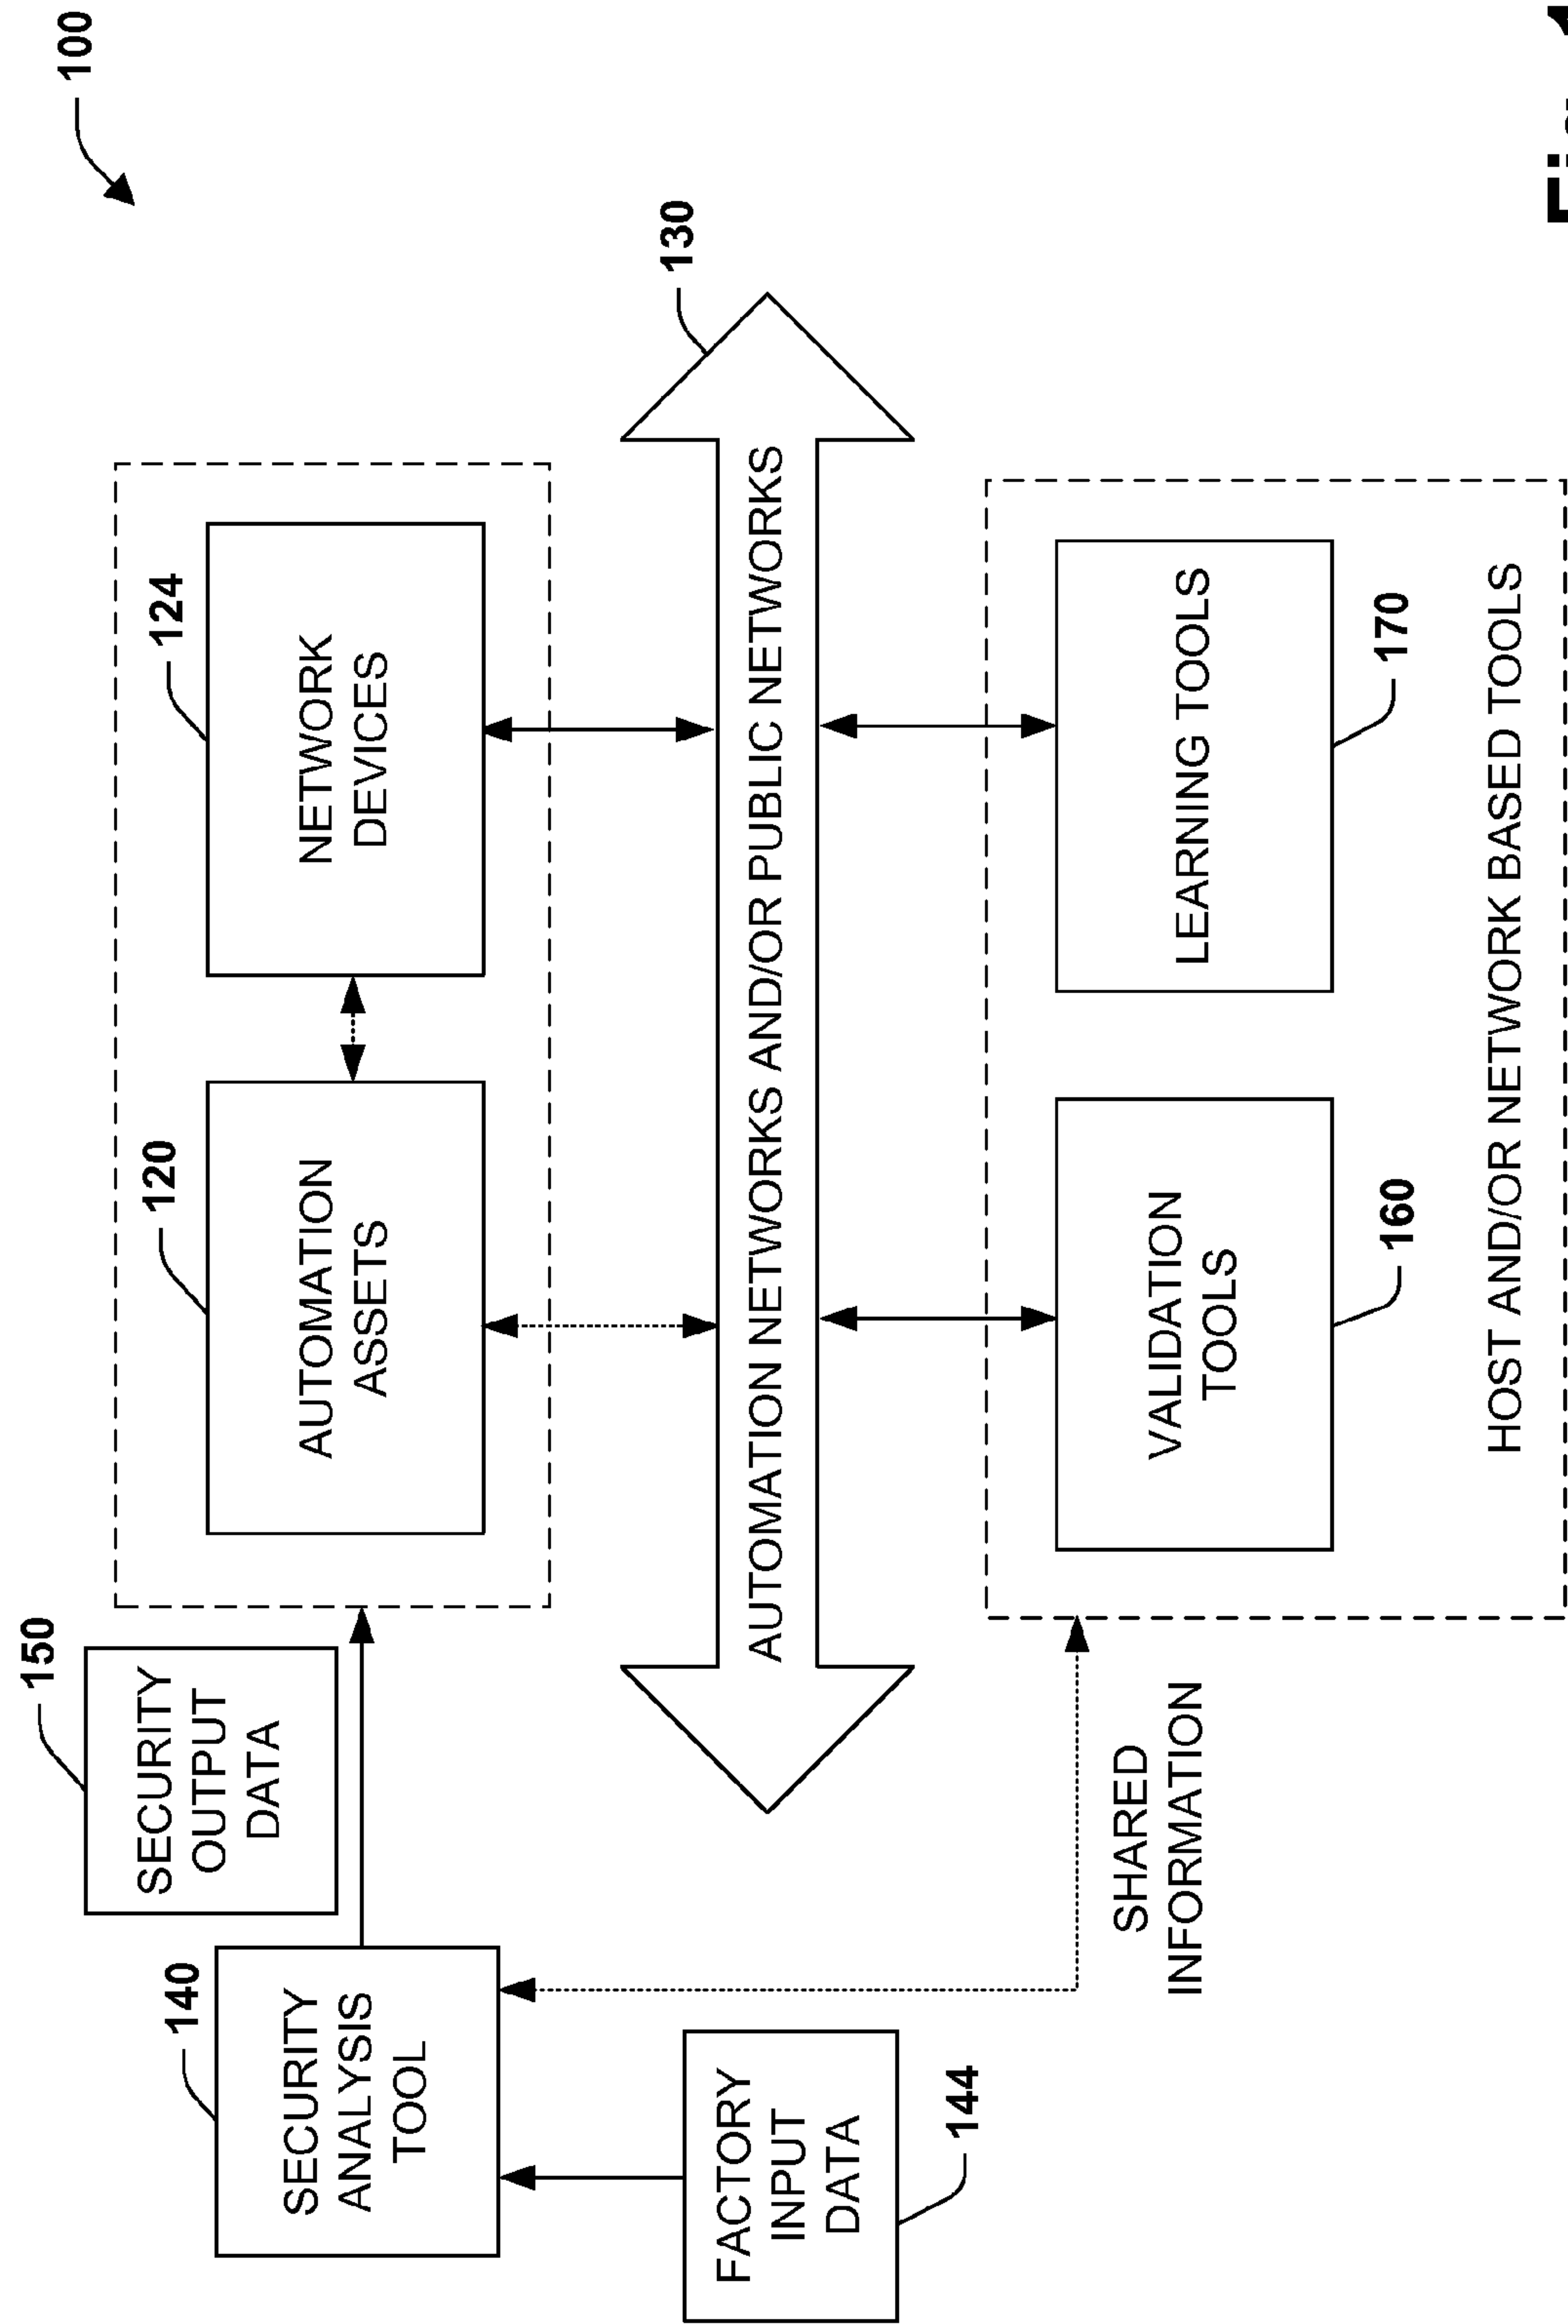 100
150
SECURITY
OUTPUT
DATA
140
SECURITY
ANALYSIS
TOOL
120
AUTOMATION
ASSETS
124
NETWORK
DEVICES
130
AUTOMATION NETWORKS AND/OR PUBLIC NETWORKS
FACTORY
INPUT
DATA
144
SHARED
INFORMATION
VALIDATION
TOOLS
160
LEARNING TOOLS
170
HOST AND/OR NETWORK BASED TOOLS